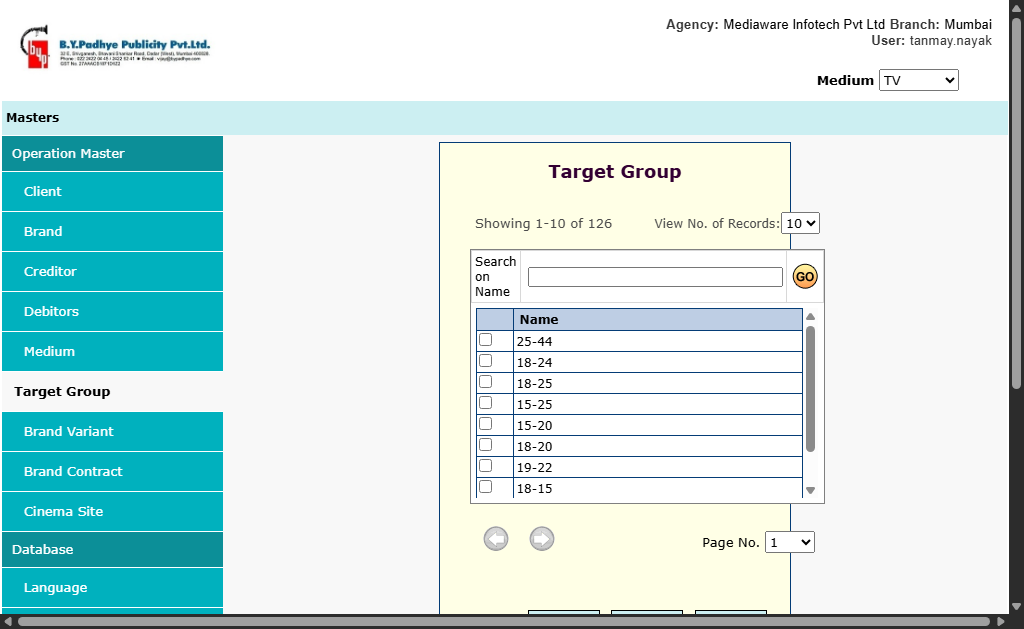 Agency: Mediaware Infotech Pvt Ltd Branch: Mumbai
User: tanmay.nayak
B.Y.Padhye Publicity Pvt.Ltd.
Medium TV
Masters
Operation Master
Client
Brand
Creditor
Debitors
Medium
Target Group
Brand Variant
Brand Contract
Cinema Site
Database
Language
Target Group
Showing 1-10 of 126 View No. of Records: 10
Search
on
Name
GO
Name
25-44
18-24
18-25
15-25
15-20
18-20
19-22
18-15
Page No. 1